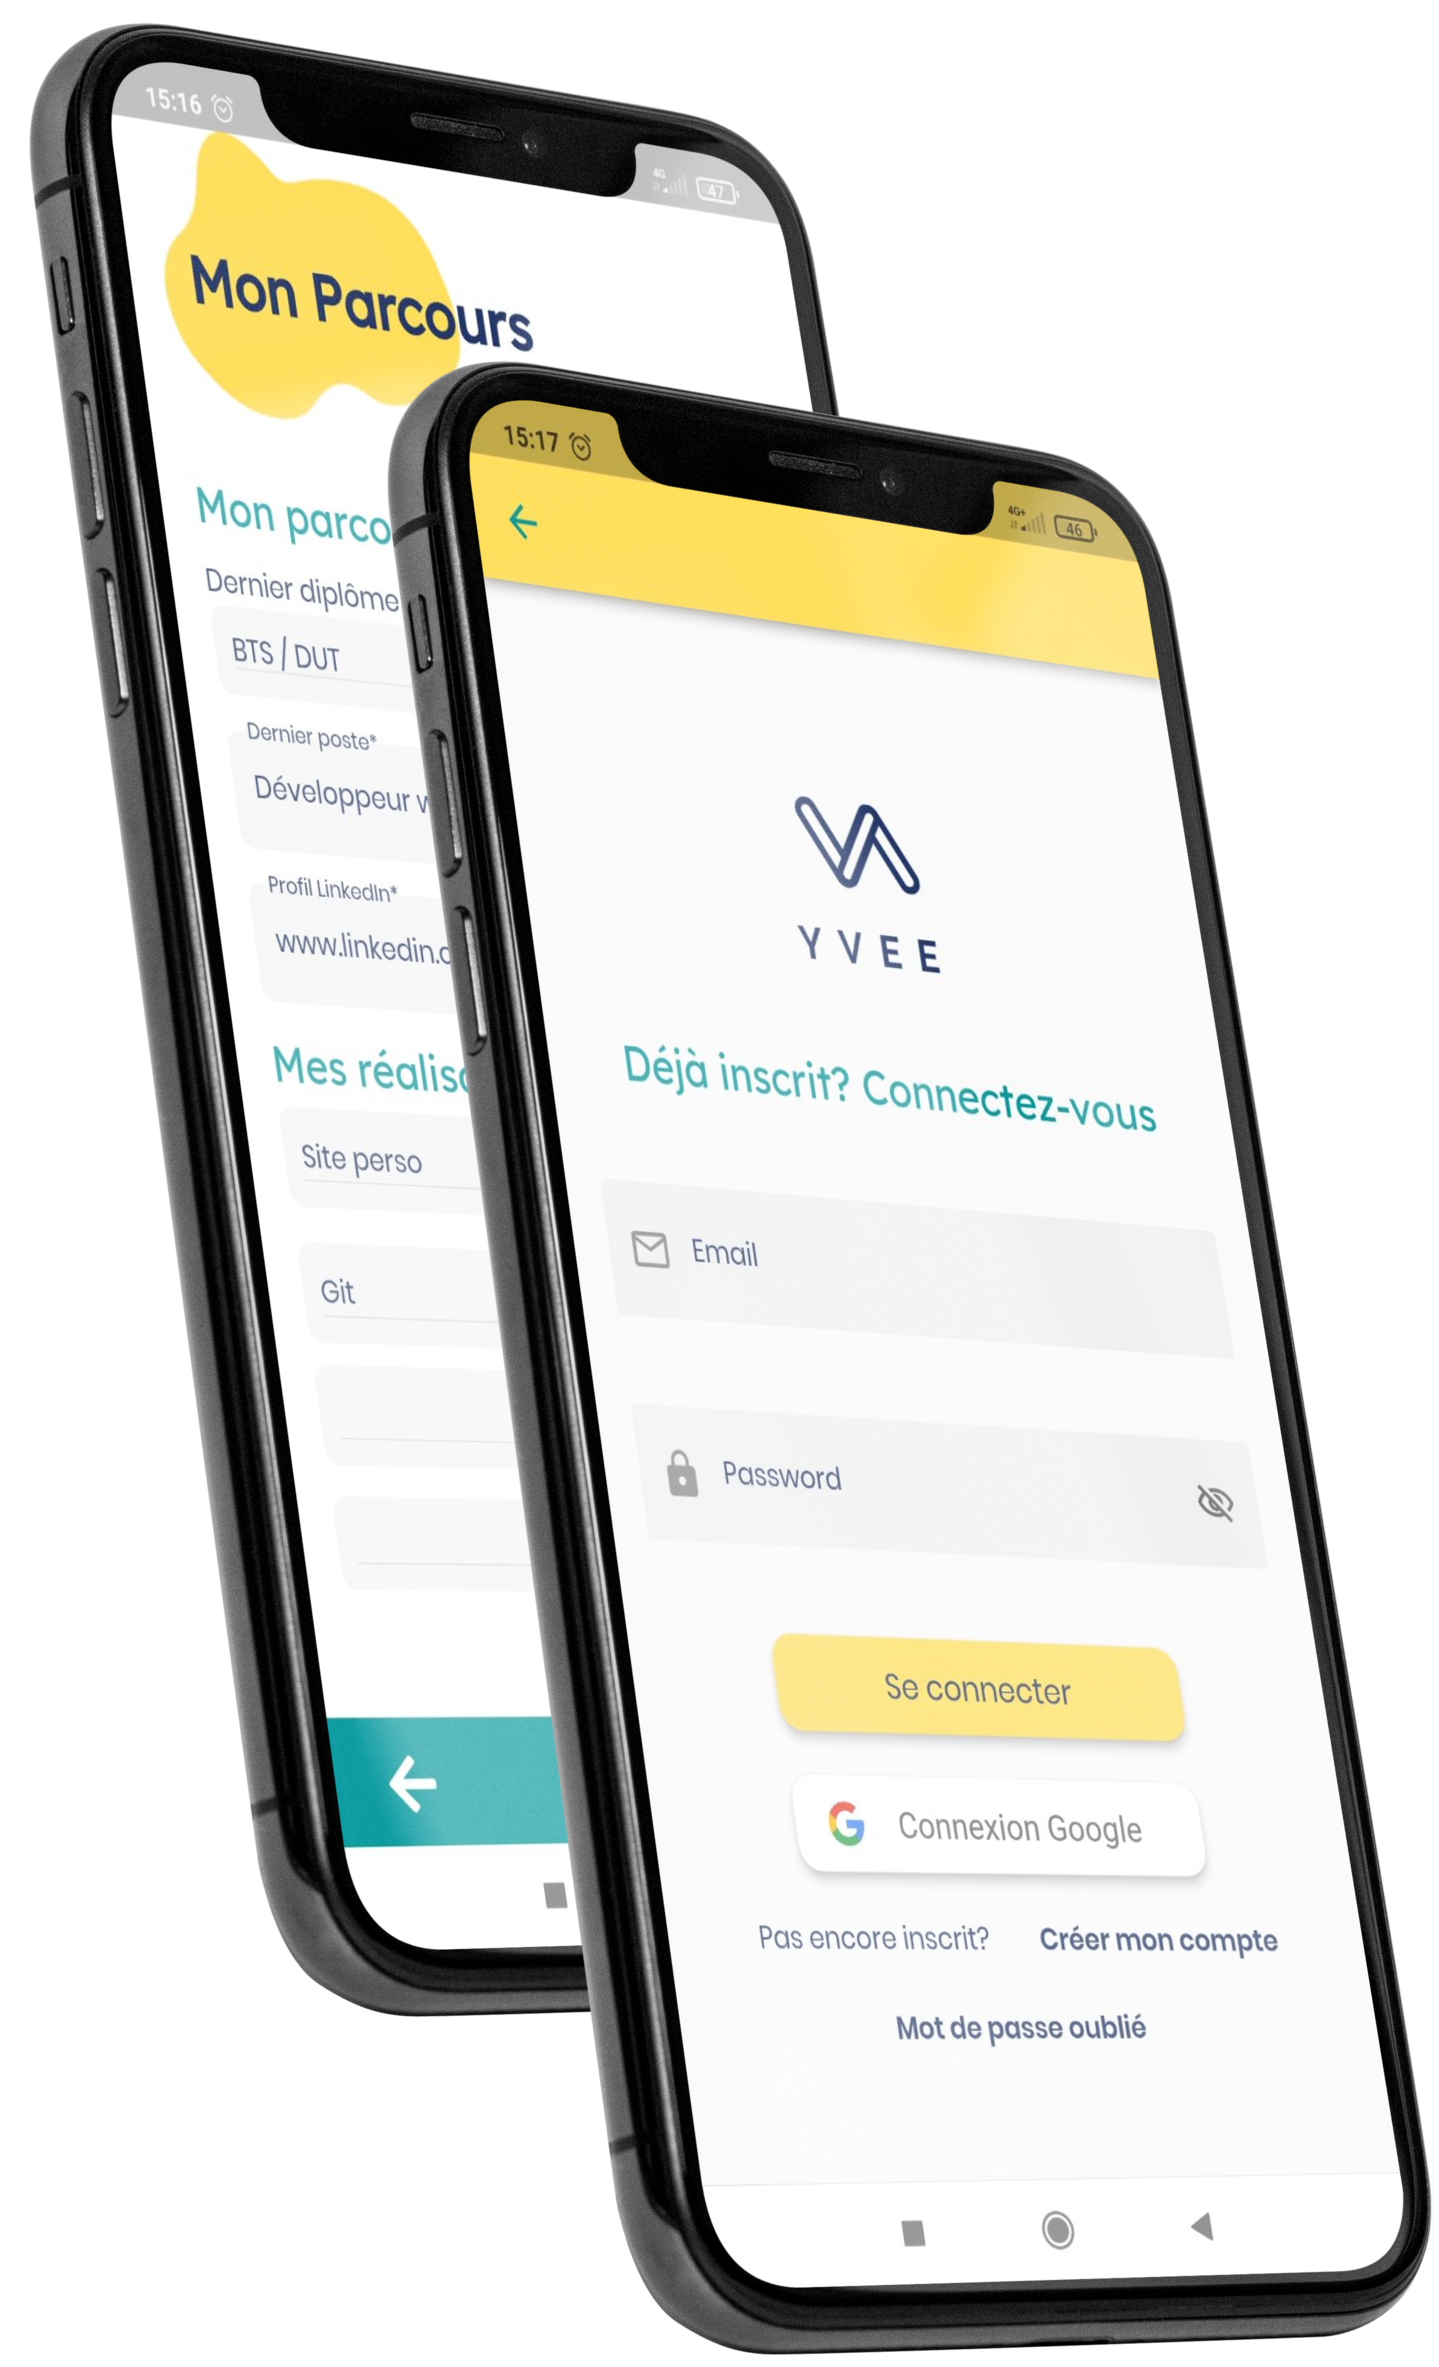 15:16
4G
47
Mon Parcours
Mon parco
Dernier diplôme
BTS / DUT
Dernier poste*
Développeur
Profil LinkedIn*
www.linkedin.c
Mes réalis
Site perso
Git
15:17
4G+
46
YVEE
Déjà inscrit? Connectez-vous
Email
Password
Se connecter
G
Connexion Google
Pas encore inscrit? Créer mon compte
Mot de passe oublié